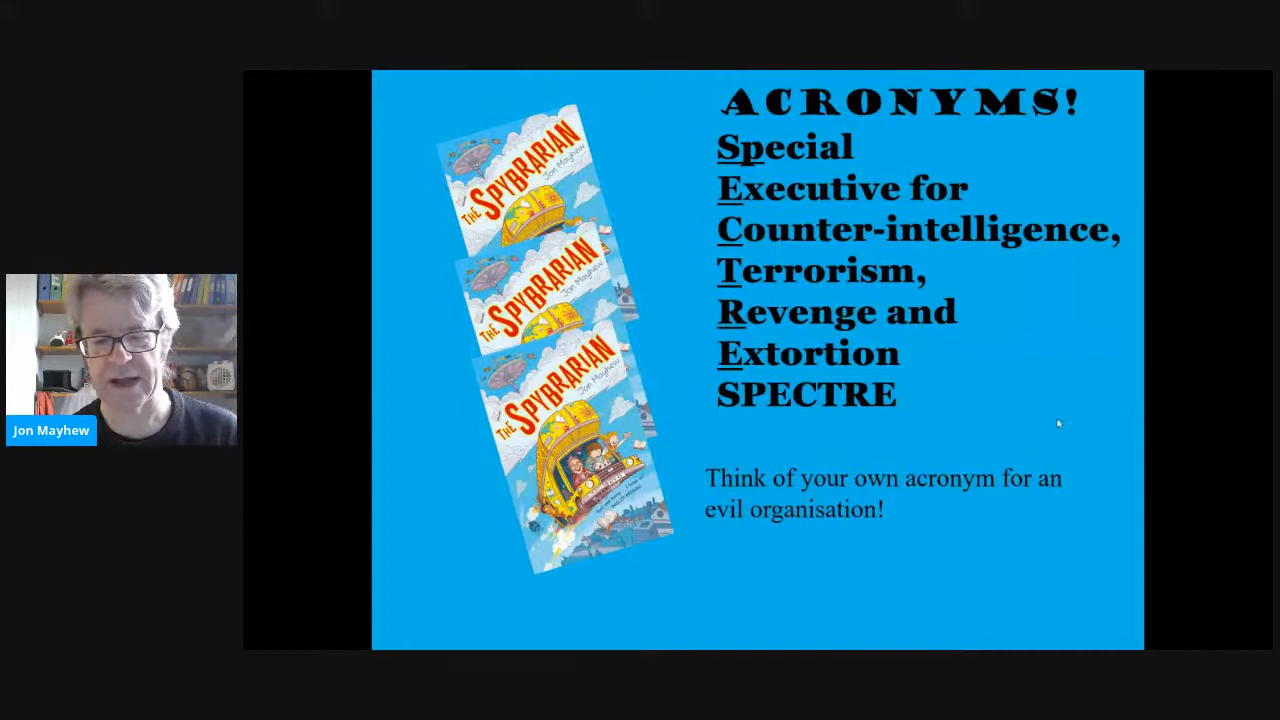 ACRONYMS!
Special
Executive for
Counter-intelligence,
Terrorism,
Revenge and
Extortion
SPECTRE
Think of your own acronym for an
evil organisation!
THE SPYBRARIAN
Jon Mayhew
THE SPYBRARIAN
Jon Mayhew
THE SPYBRARIAN
Jon Mayhew
Jon Mayhew